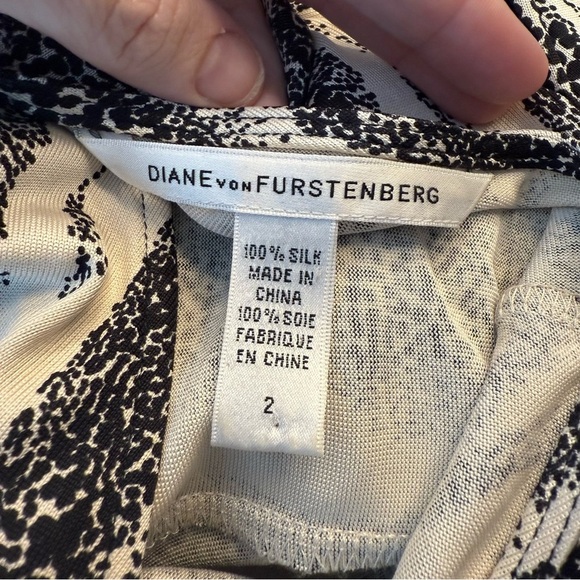 DIANE von FURSTENBERG
100% SILK
MADE IN
CHINA
100% SOIE
FABRIQUE
EN CHINE
2